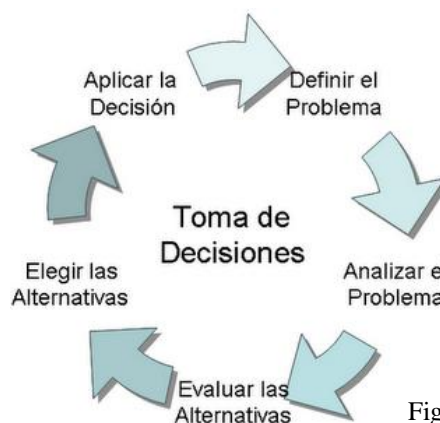 Aplicar la
Decisión
Definir el
Problema
Toma de
Decisiones
Elegir las
Alternativas
Analizar e
Problema
Evaluar las
Alternativas
Fig